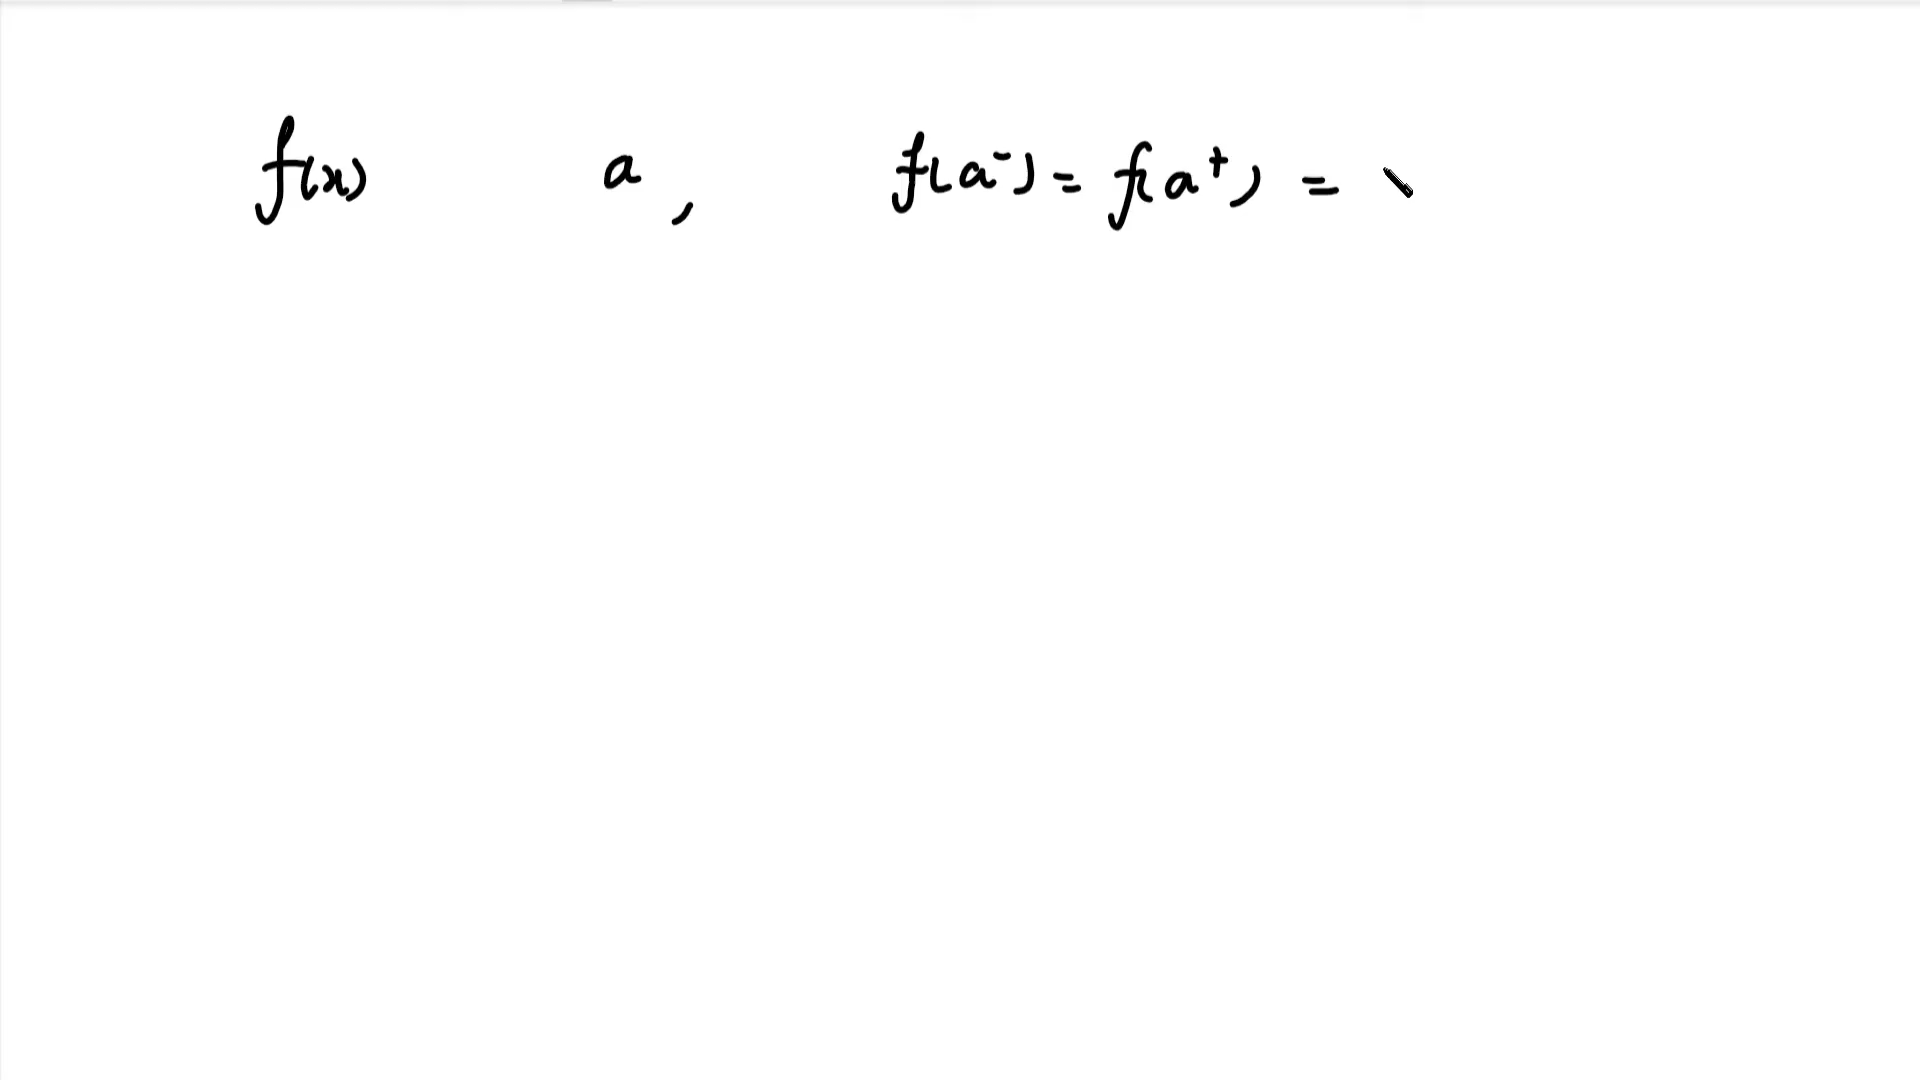 f(x) a, f(a⁻) = f(a⁺) =